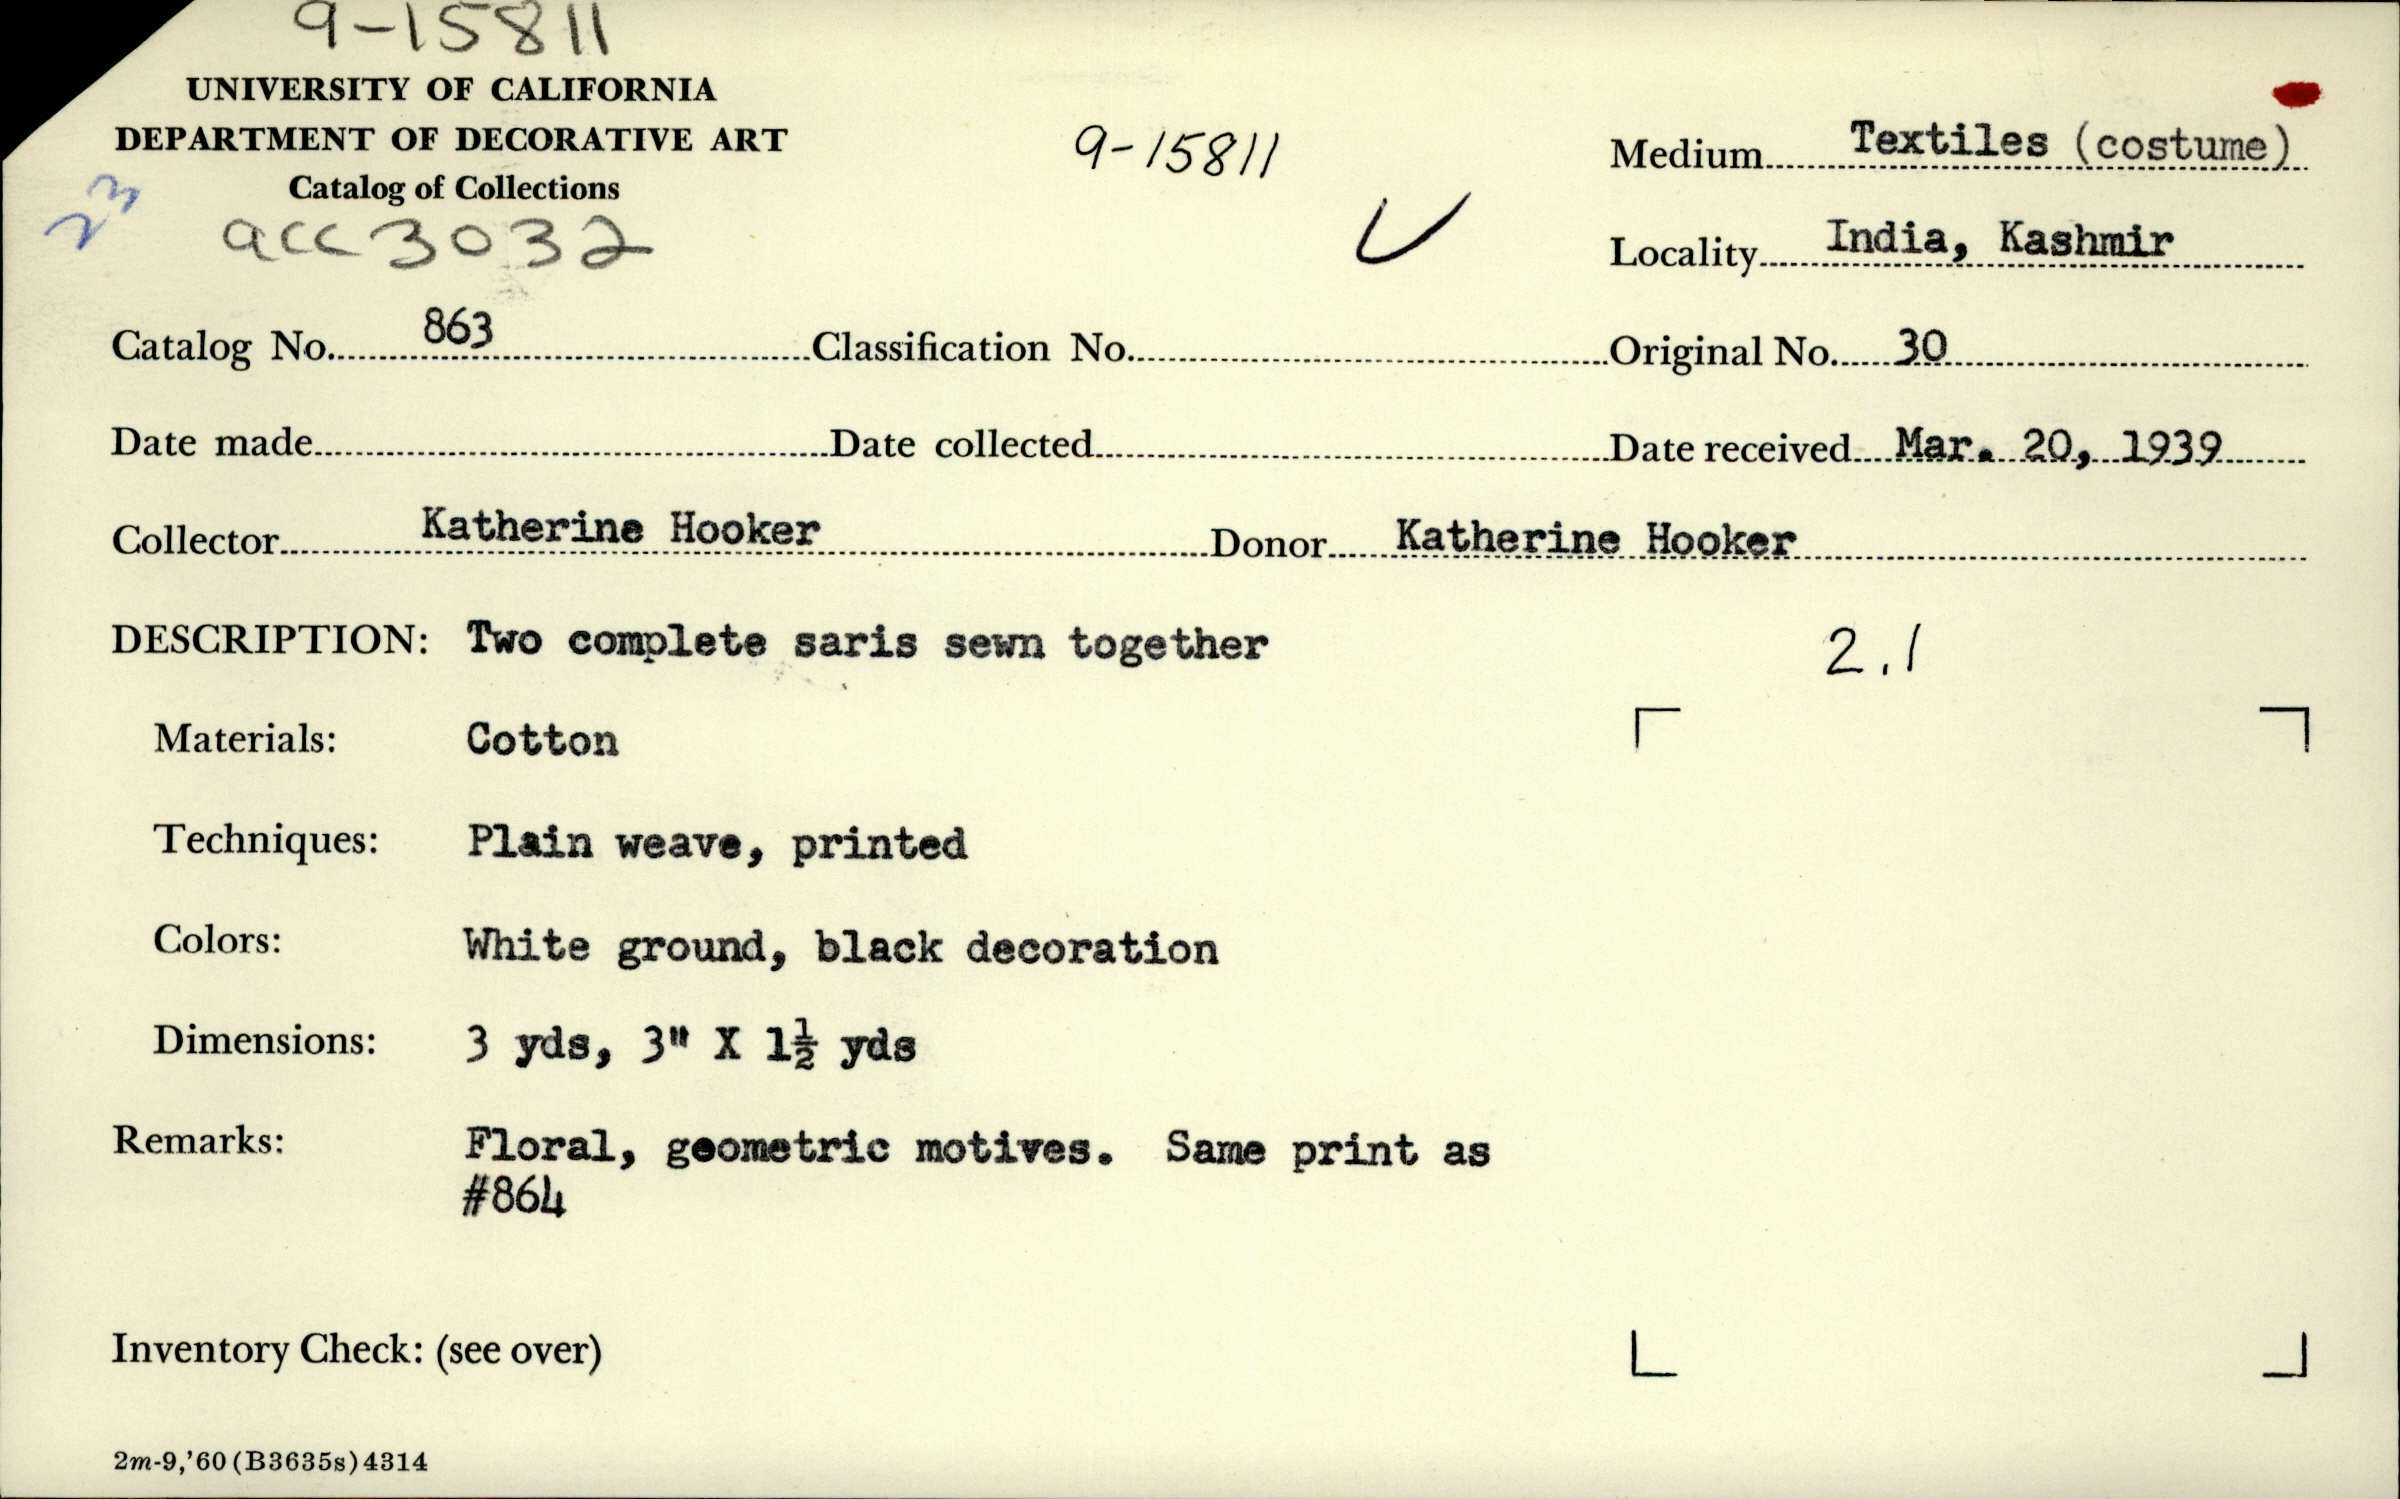 9-15811
UNIVERSITY OF CALIFORNIA
DEPARTMENT OF DECORATIVE ART
Catalog of Collections
23
acc 3032
9-15811
Medium Textiles (costume)
Locality India, Kashmir
Catalog No. 863 Classification No. Original No. 30
Date made Date collected Date received Mar. 20, 1939
Collector Katherine Hooker Donor Katherine Hooker
DESCRIPTION: Two complete saris sewn together
2.1
Materials: Cotton
Techniques: Plain weave, printed
Colors: White ground, black decoration
Dimensions: 3 yds, 3" X 1½ yds
Remarks: Floral, geometric motives. Same print as
#864
Inventory Check: (see over)
2m-9,'60 (B3635s) 4314